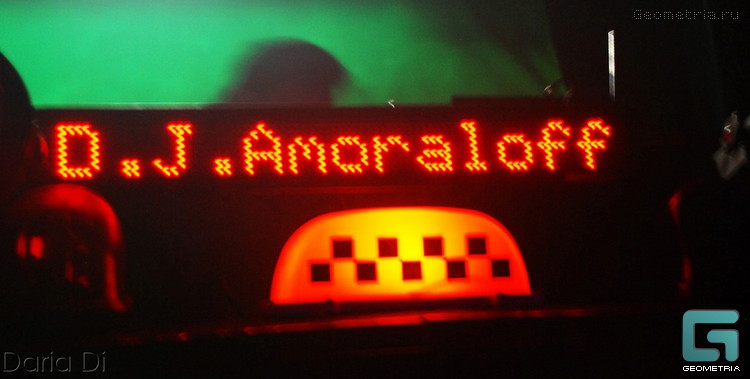 Geometria.ru
D.J.Amoraloff
Daria Di
GEOMETRIA